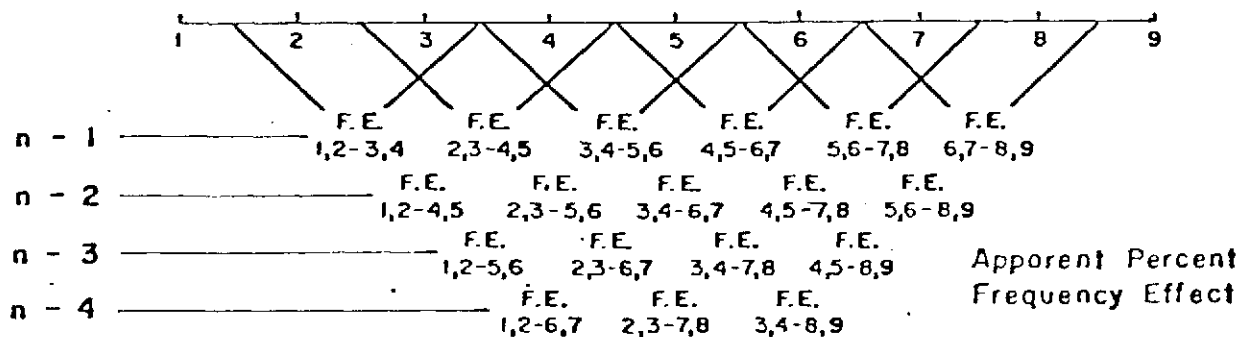 1 2 3 4 5 6 7 8 9
F.E. F.E. F.E. F.E. F.E. F.E.
n - 1 1,2-3,4 2,3-4,5 3,4-5,6 4,5-6,7 5,6-7,8 6,7-8,9
F.E. F.E. F.E. F.E. F.E.
n - 2 1,2-4,5 2,3-5,6 3,4-6,7 4,5-7,8 5,6-8,9
F.E. F.E. F.E. F.E.
n - 3 1,2-5,6 2,3-6,7 3,4-7,8 4,5-8,9
Apporent Percent
Frequency Effect
F.E. F.E. F.E.
n - 4 1,2-6,7 2,3-7,8 3,4-8,9